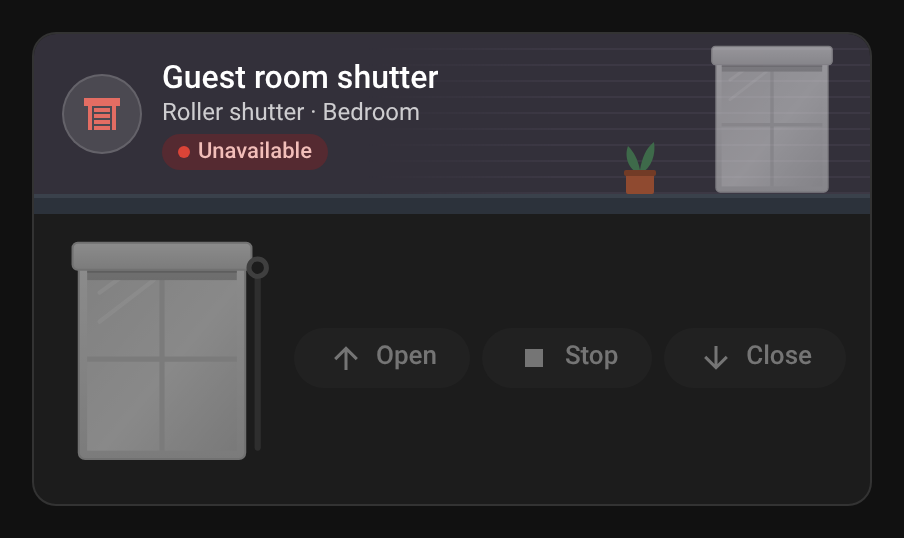 Guest room shutter
Roller shutter · Bedroom
Unavailable
Open
Stop
Close